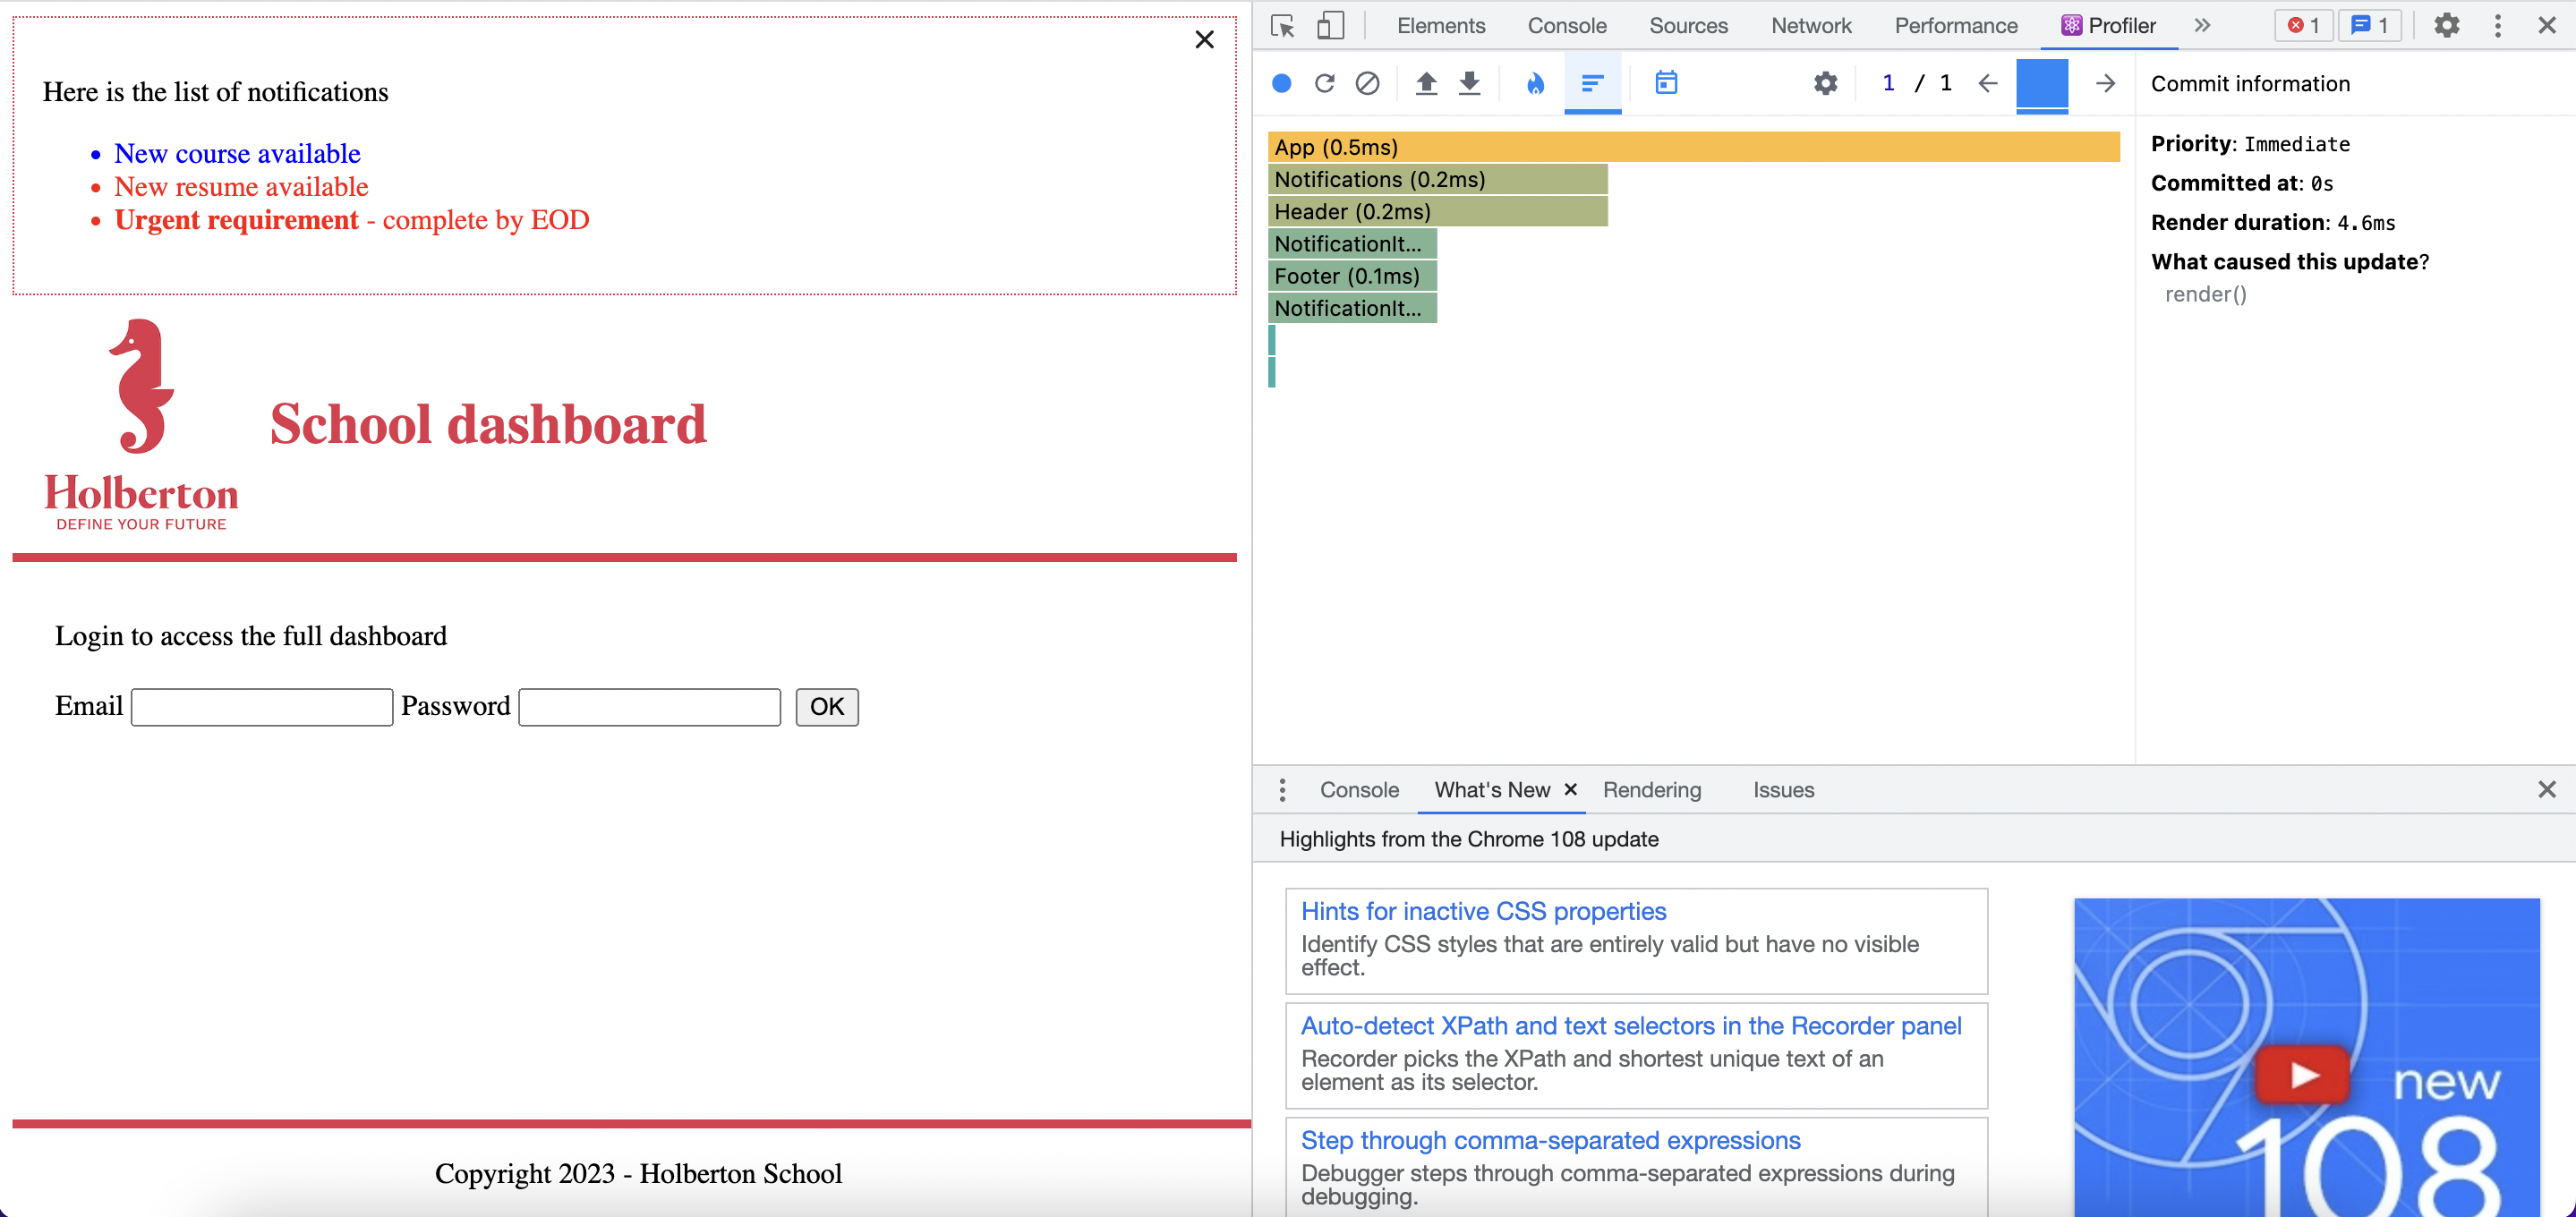 Here is the list of notifications
New course available
New resume available
Urgent requirement - complete by EOD
Holberton
DEFINE YOUR FUTURE
School dashboard
Login to access the full dashboard
Email Password OK
Copyright 2023 - Holberton School
Elements Console Sources Network Performance Profiler 1 1
1 / 1
App (0.5ms)
Notifications (0.2ms)
Header (0.2ms)
NotificationIt...
Footer (0.1ms)
NotificationIt...
Commit information
Priority: Immediate
Committed at: 0s
Render duration: 4.6ms
What caused this update?
render()
Console What's New Rendering Issues
Highlights from the Chrome 108 update
Hints for inactive CSS properties
Identify CSS styles that are entirely valid but have no visible
effect.
Auto-detect XPath and text selectors in the Recorder panel
Recorder picks the XPath and shortest unique text of an
element as its selector.
Step through comma-separated expressions
Debugger steps through comma-separated expressions during
debugging.
new
108